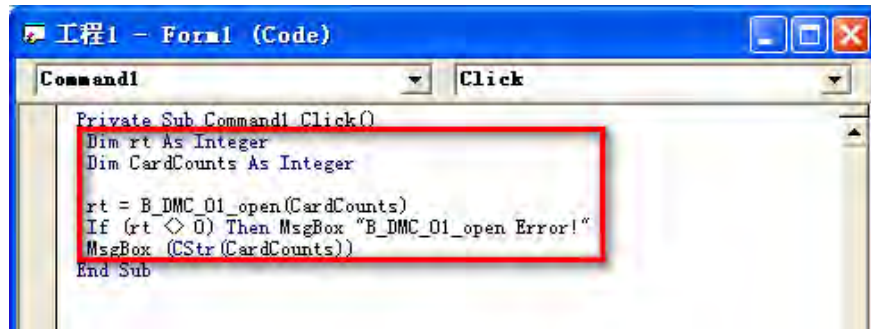 工程1 - Form1 (Code)
Command1 Click
Private Sub Command1_Click()
Dim rt As Integer
Dim CardCounts As Integer
rt = B_DMC_01_open(CardCounts)
If (rt <> 0) Then MsgBox "B_DMC_01_open Error!"
MsgBox (CStr(CardCounts))
End Sub